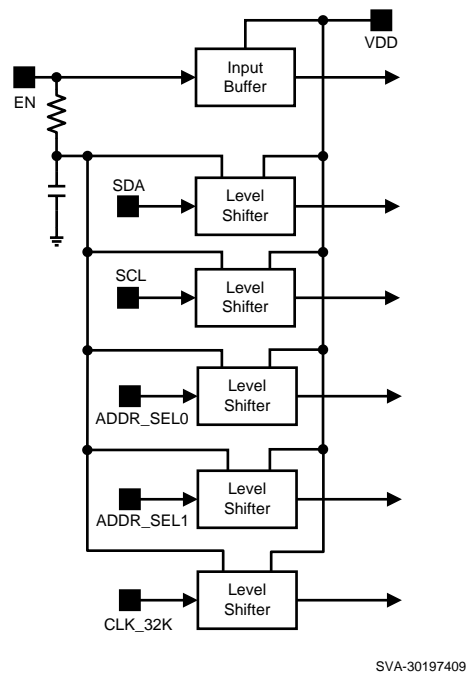 VDD
Input
Buffer
EN
SDA
Level
Shifter
SCL
Level
Shifter
Level
Shifter
ADDR_SEL0
Level
Shifter
ADDR_SEL1
Level
Shifter
CLK_32K
SVA-30197409